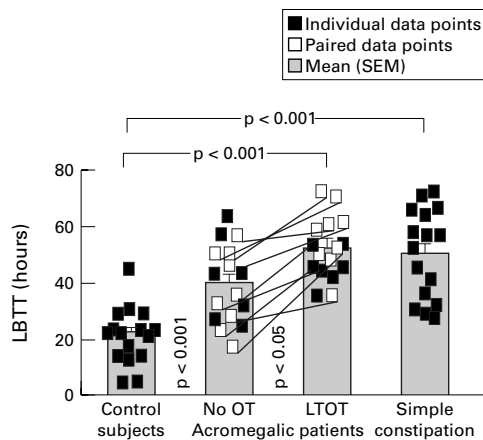 Individual data points
Paired data points
Mean (SEM)
p < 0.001
p < 0.001
80
60
40
20
0
LBTT (hours)
p < 0.001
p < 0.05
Control subjects
No OT
LTOT
Acromegalic patients
Simple constipation